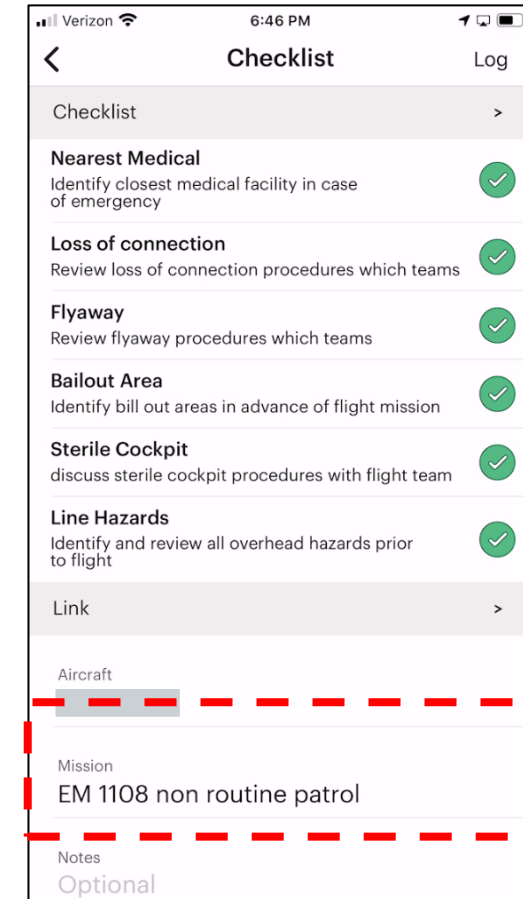 Verizon 6:46 PM
Checklist Log
Checklist >
Nearest Medical
Identify closest medical facility in case
of emergency
Loss of connection
Review loss of connection procedures which teams
Flyaway
Review flyaway procedures which teams
Bailout Area
Identify bill out areas in advance of flight mission
Sterile Cockpit
discuss sterile cockpit procedures with flight team
Line Hazards
Identify and review all overhead hazards prior
to flight
Link >
Aircraft
Mission
EM 1108 non routine patrol
Notes
Optional